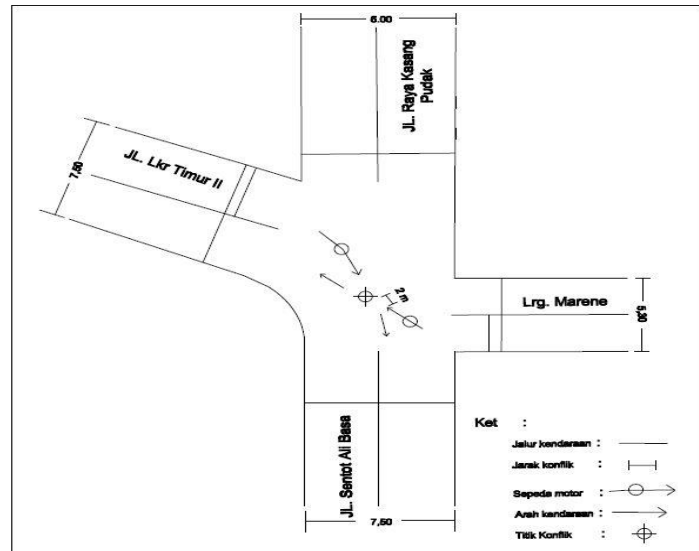 6.00
JL. Raya Kasang
Pudak
JL. Lkr Timur II
7,50
2 m
Lrg. Marene
5,30
JL. Sentot Ali Basa
7,50
Ket :
Jalur kendaraan :
Jarak konflik :
Sepeda motor :
Arah kendaraan :
Titik Konflik :